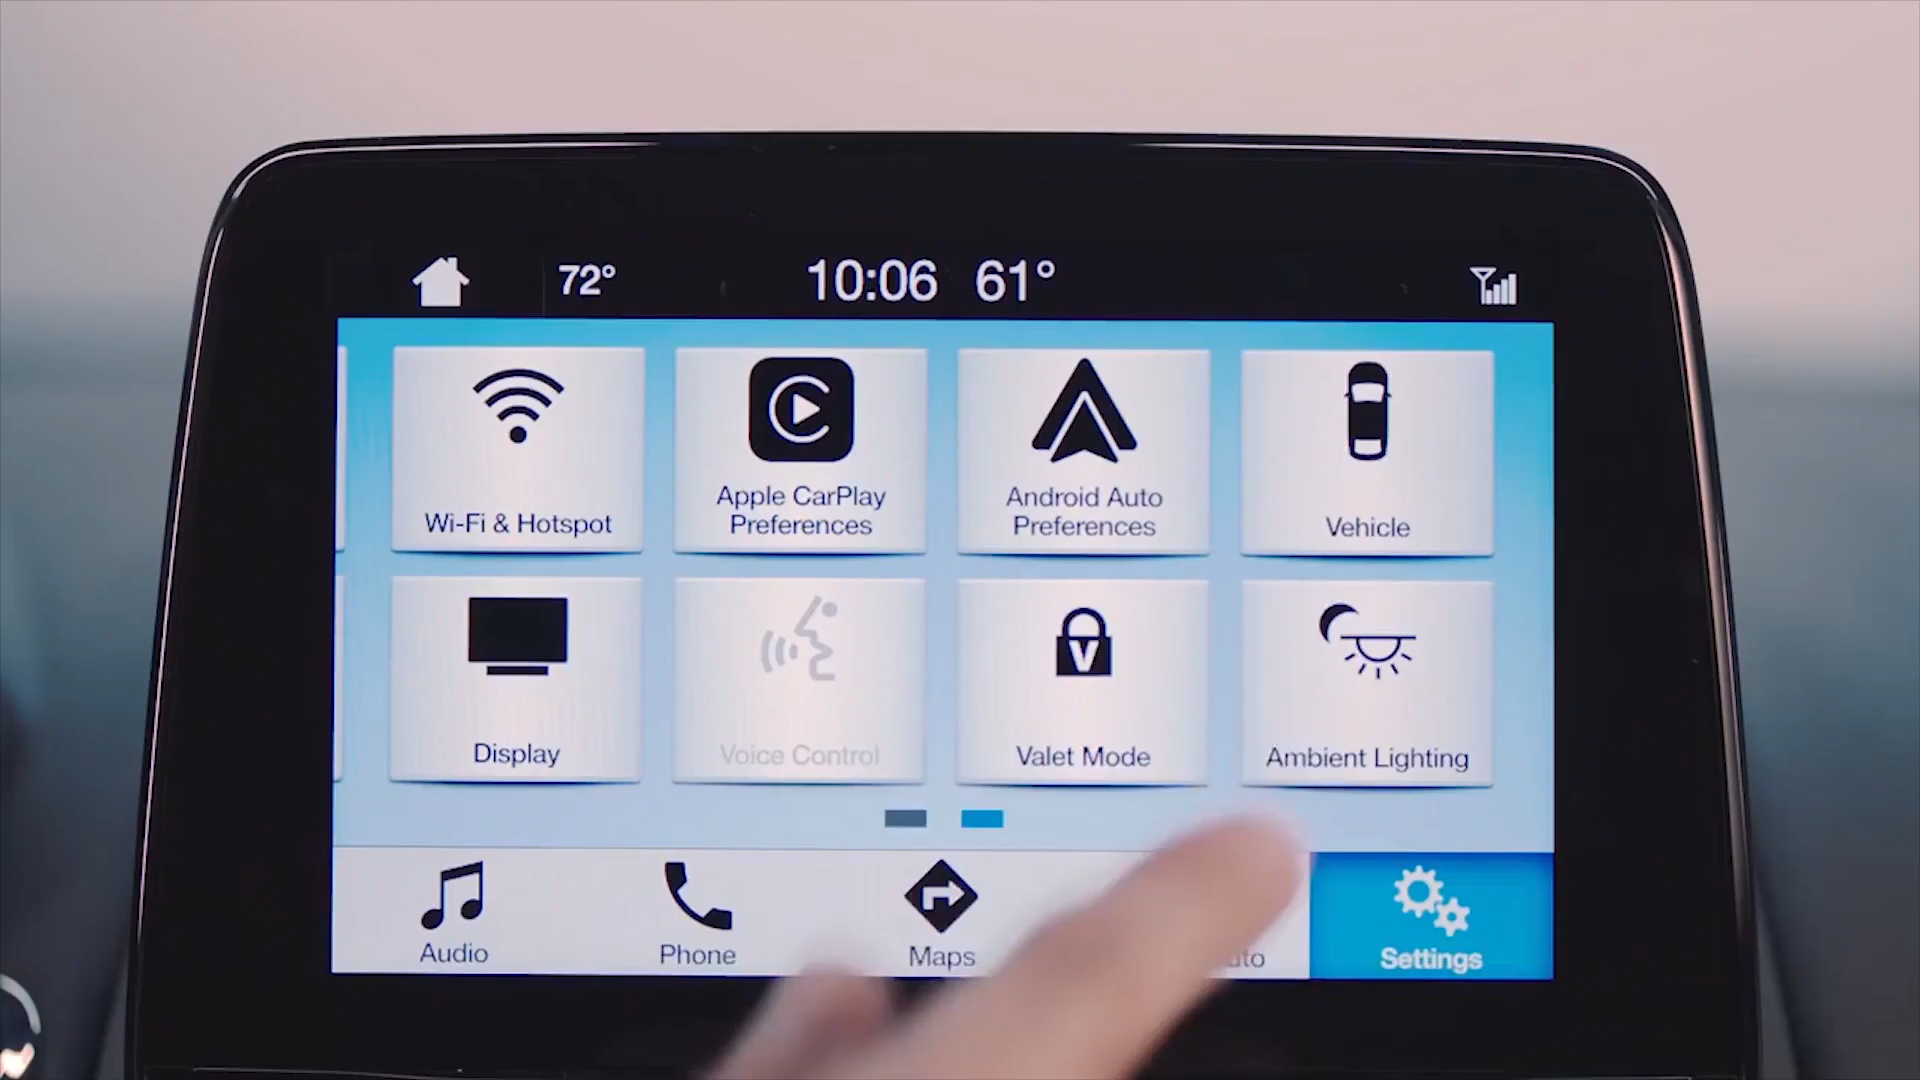 72° 10:06 61°
Wi-Fi & Hotspot
Apple CarPlay
Preferences
Android Auto
Preferences
Vehicle
Display
Voice Control
V
Valet Mode
Ambient Lighting
Audio
Phone
Maps
Settings